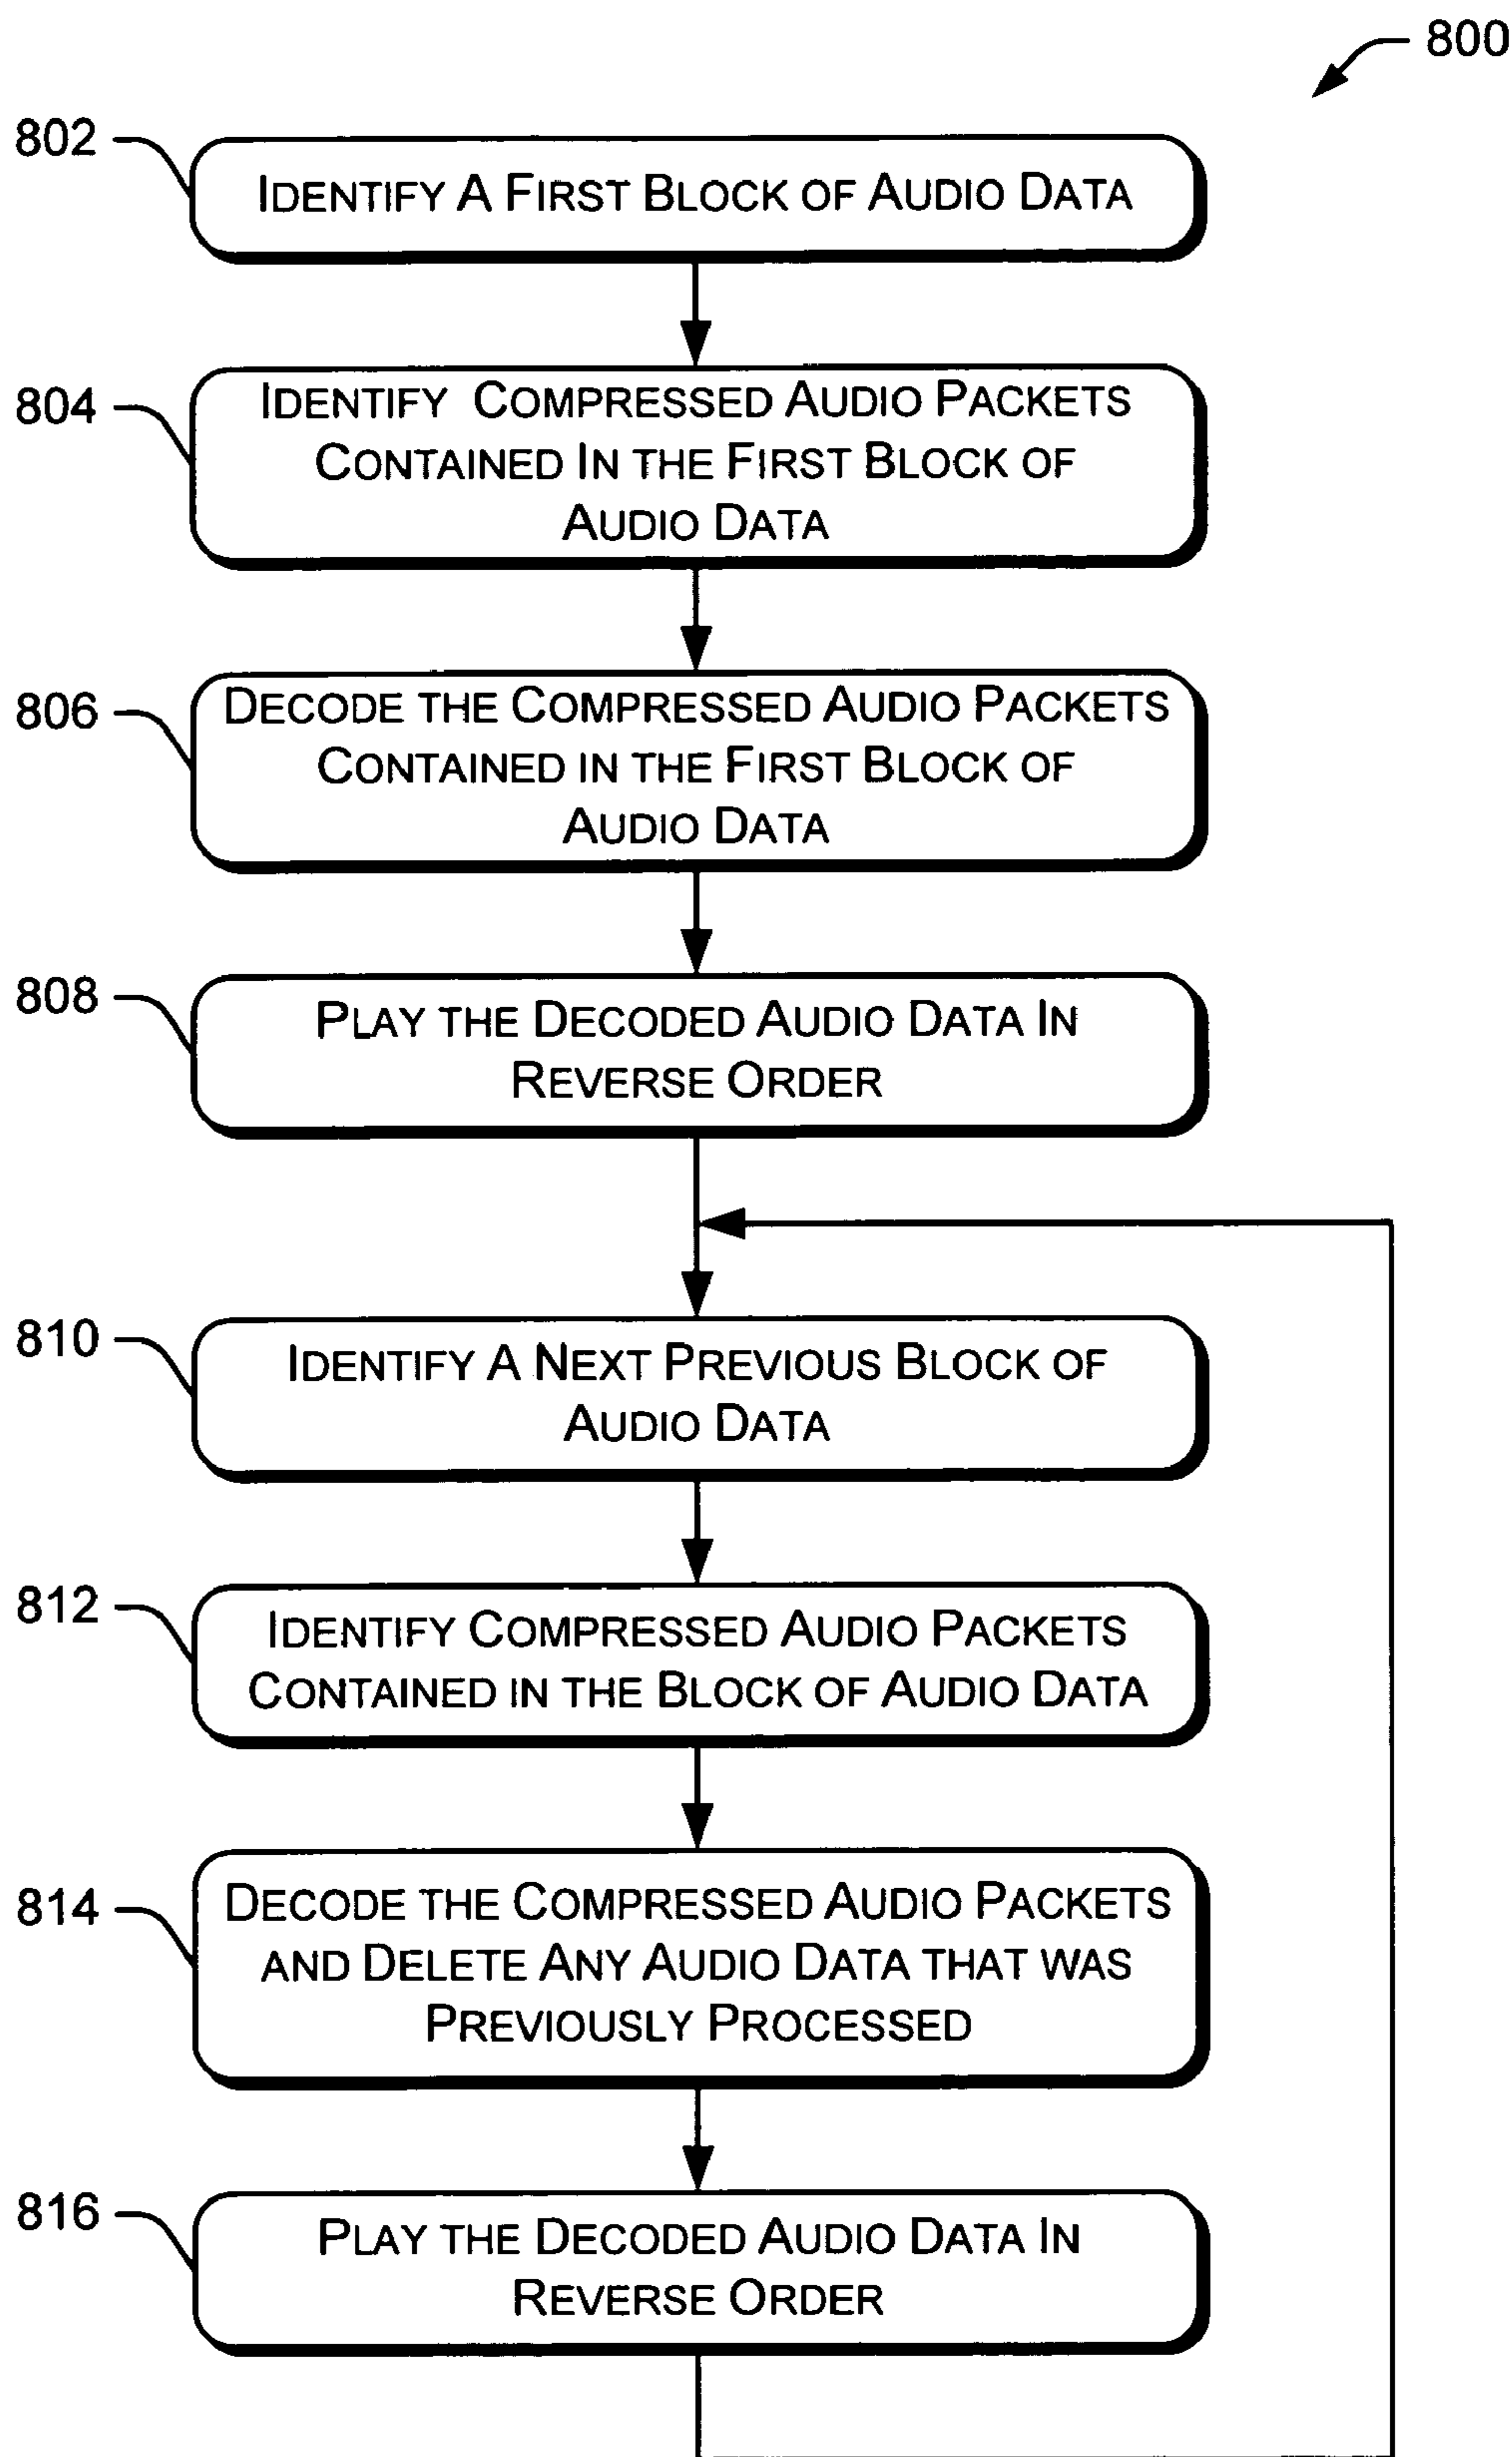 800
802
IDENTIFY A FIRST BLOCK OF AUDIO DATA
804
IDENTIFY COMPRESSED AUDIO PACKETS
CONTAINED IN THE FIRST BLOCK OF
AUDIO DATA
806
DECODE THE COMPRESSED AUDIO PACKETS
CONTAINED IN THE FIRST BLOCK OF
AUDIO DATA
808
PLAY THE DECODED AUDIO DATA IN
REVERSE ORDER
810
IDENTIFY A NEXT PREVIOUS BLOCK OF
AUDIO DATA
812
IDENTIFY COMPRESSED AUDIO PACKETS
CONTAINED IN THE BLOCK OF AUDIO DATA
814
DECODE THE COMPRESSED AUDIO PACKETS
AND DELETE ANY AUDIO DATA THAT WAS
PREVIOUSLY PROCESSED
816
PLAY THE DECODED AUDIO DATA IN
REVERSE ORDER